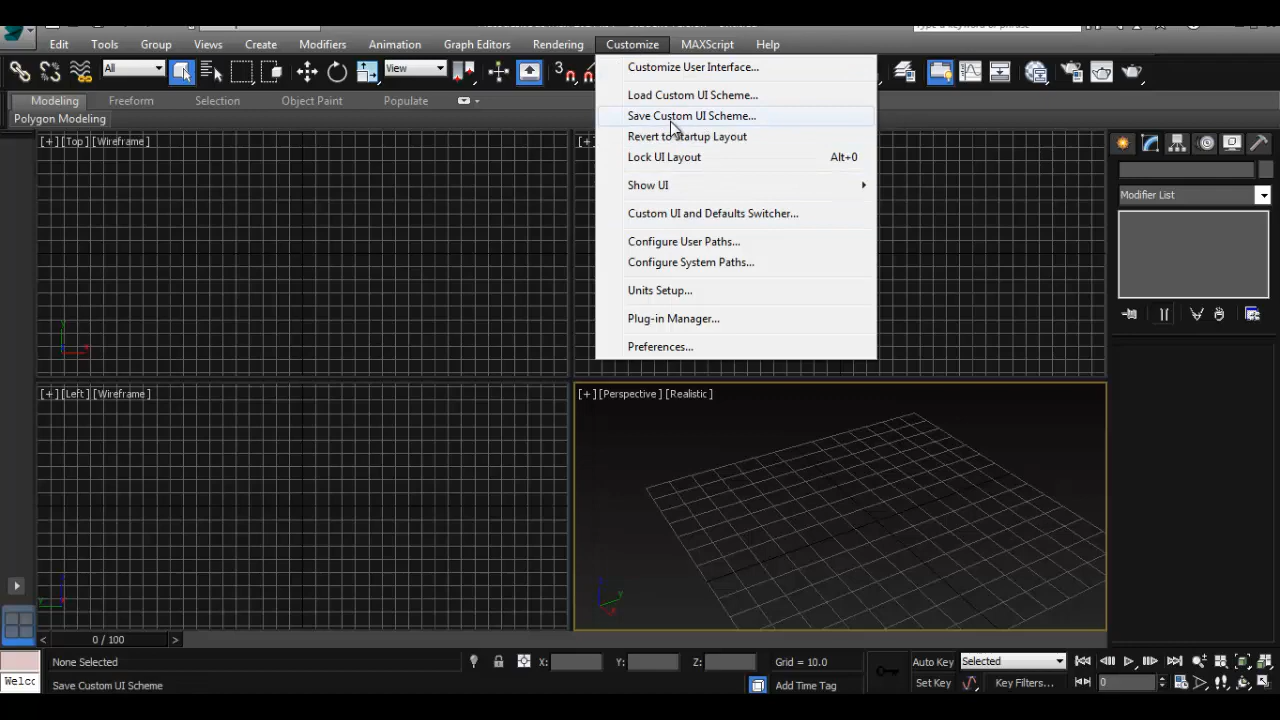 Edit Tools Group Views Create Modifiers Animation Graph Editors Rendering Customize MAXScript Help
All View 3
Modeling Freeform Selection Object Paint Populate
Polygon Modeling
[+] [Top ] [Wireframe ]
Customize User Interface...
Load Custom UI Scheme...
Save Custom UI Scheme...
Revert to Startup Layout
Lock UI Layout Alt+0
Show UI
Custom UI and Defaults Switcher...
Configure User Paths...
Configure System Paths...
Units Setup...
Plug-in Manager...
Preferences...
Modifier List
[+] [Left ] [Wireframe ]
[+] [Perspective ] [Realistic ]
< 0 / 100 >
None Selected X: Y: Z: Grid = 10.0 Auto Key Selected
Welc Save Custom UI Scheme Add Time Tag Set Key Key Filters... 0